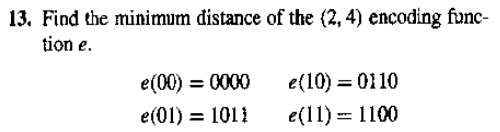 13. Find the minimum distance of the (2, 4) encoding func-
tion e.
e(00) = 0000 e(10) = 0110
e(01) = 1011 e(11) = 1100